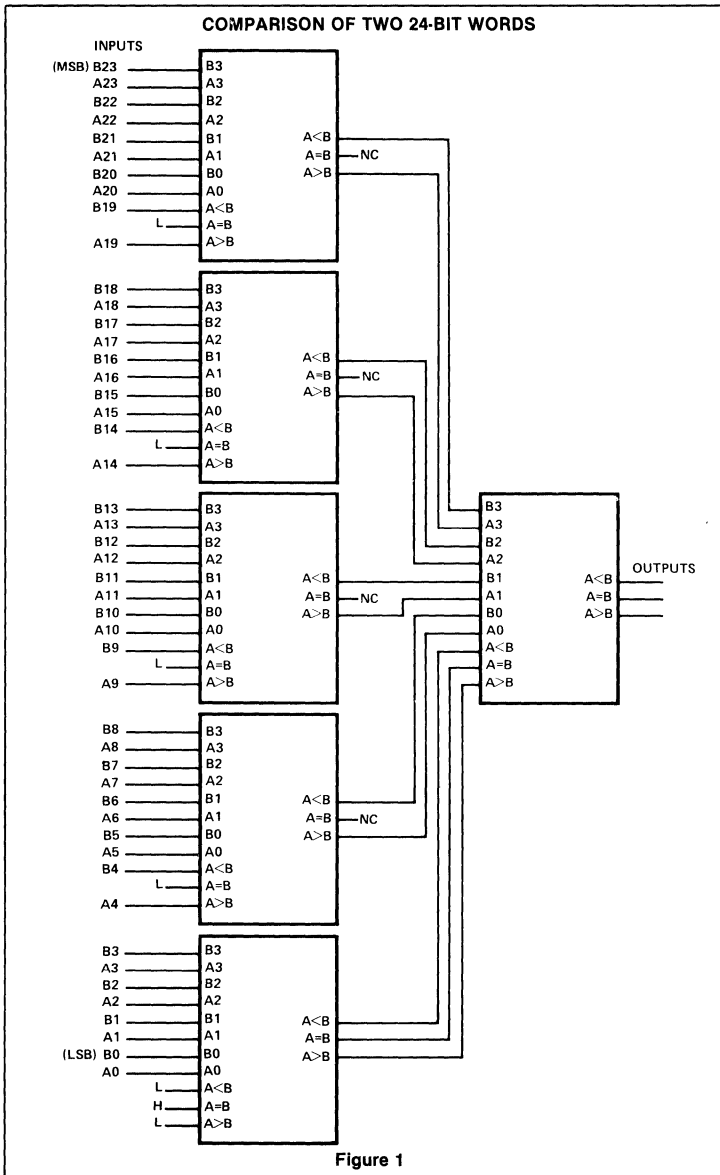 COMPARISON OF TWO 24-BIT WORDS
INPUTS
(MSB) B23 B3
A23 A3
B22 B2
A22 A2
B21 B1 A<B
A21 A1 A=B NC
B20 B0 A>B
A20 A0
B19 A<B
L A=B
A19 A>B
B18 B3
A18 A3
B17 B2
A17 A2
B16 B1 A<B
A16 A1 A=B NC
B15 B0 A>B
A15 A0
B14 A<B
L A=B
A14 A>B
B13 B3
A13 A3
B12 B2
A12 A2
B11 B1 A<B
A11 A1 A=B NC
B10 B0 A>B
A10 A0
B9 A<B
L A=B
A9 A>B
B3
A3
B2
A2
B1 A<B
A1 A=B
B0 A>B
A0
A<B
A=B
A>B
OUTPUTS
B8 B3
A8 A3
B7 B2
A7 A2
B6 B1 A<B
A6 A1 A=B NC
B5 B0 A>B
A5 A0
B4 A<B
L A=B
A4 A>B
B3 B3
A3 A3
B2 B2
A2 A2
B1 B1 A<B
A1 A1 A=B
(LSB) B0 B0 A>B
A0 A0
L A<B
H A=B
L A>B
Figure 1